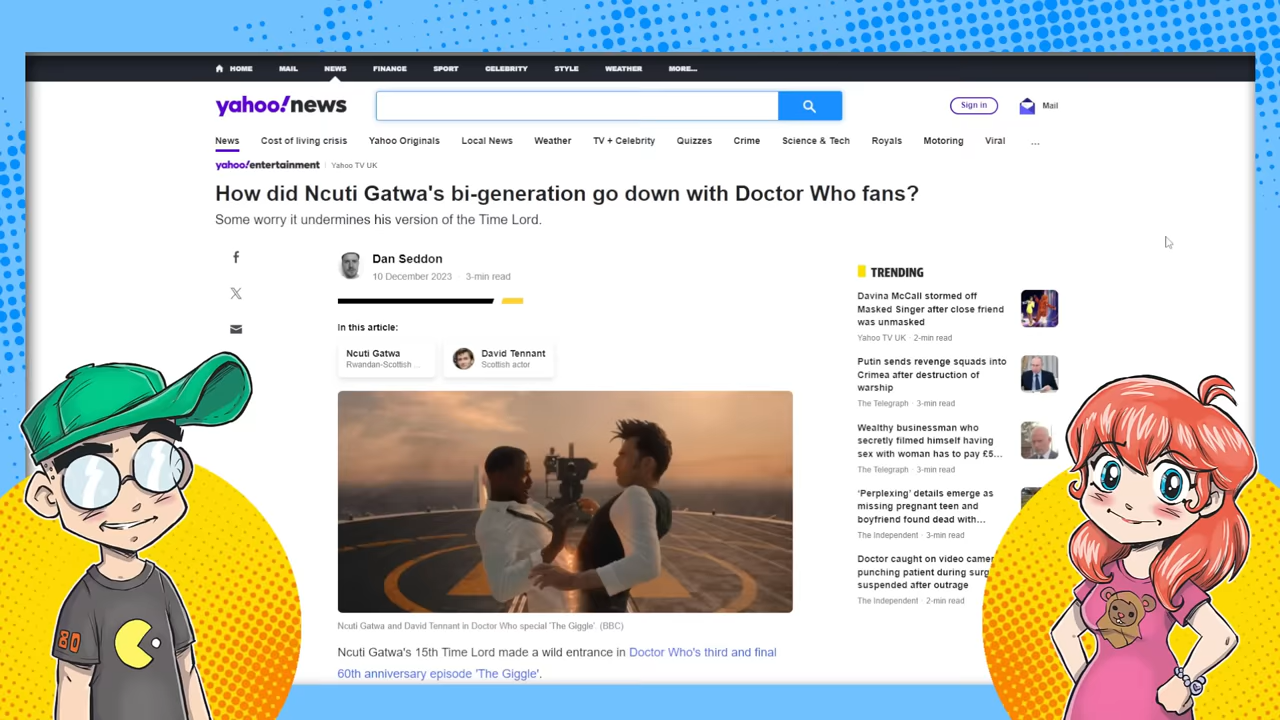 HOME MAIL NEWS FINANCE SPORT CELEBRITY STYLE WEATHER MORE...
yahoo!news
Sign in
Mail
News Cost of living crisis Yahoo Originals Local News Weather TV + Celebrity Quizzes Crime Science & Tech Royals Motoring Viral ...
yahoo!entertainment Yahoo TV UK
How did Ncuti Gatwa's bi-generation go down with Doctor Who fans?
Some worry it undermines his version of the Time Lord.
Dan Seddon
10 December 2023 · 3-min read
In this article:
Ncuti Gatwa
Rwandan-Scottish ...
David Tennant
Scottish actor
Ncuti Gatwa and David Tennant in Doctor Who special 'The Giggle'. (BBC)
Ncuti Gatwa's 15th Time Lord made a wild entrance in Doctor Who's third and final
60th anniversary episode 'The Giggle'.
TRENDING
Davina McCall stormed off
Masked Singer after close friend
was unmasked
Yahoo TV UK · 2-min read
Putin sends revenge squads into
Crimea after destruction of
warship
The Telegraph · 3-min read
Wealthy businessman who
secretly filmed himself having
sex with woman has to pay £5...
The Telegraph · 3-min read
'Perplexing' details emerge as
missing pregnant teen and
boyfriend found dead with...
The Independent · 3-min read
Doctor caught on video
punching patient during
suspended after outrage
The Independent · 2-min read
80